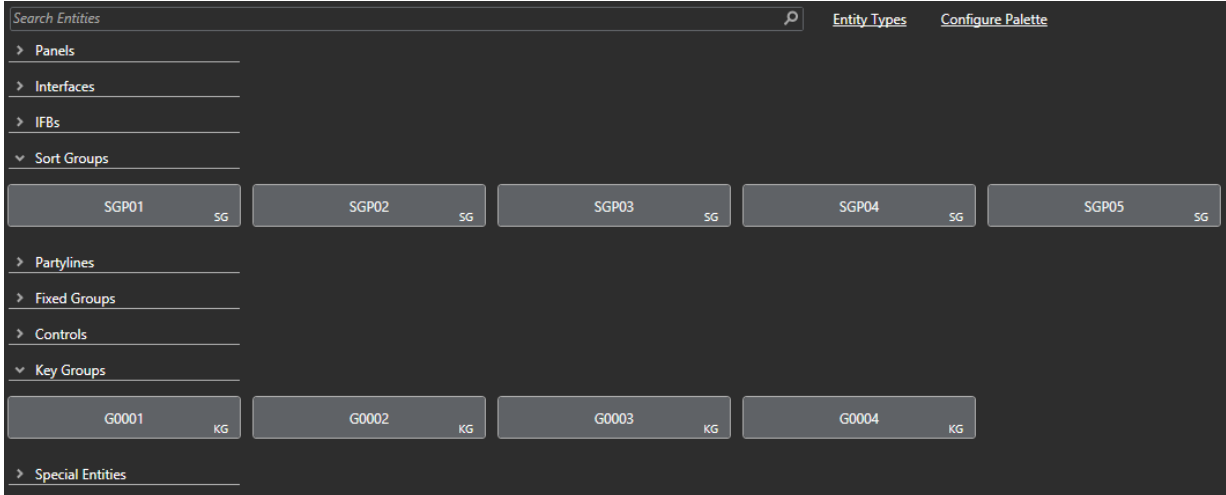 Search Entities Entity Types Configure Palette
Panels
Interfaces
IFBs
Sort Groups
SGP01 SG SGP02 SG SGP03 SG SGP04 SG SGP05 SG
Partylines
Fixed Groups
Controls
Key Groups
G0001 KG G0002 KG G0003 KG G0004 KG
Special Entities